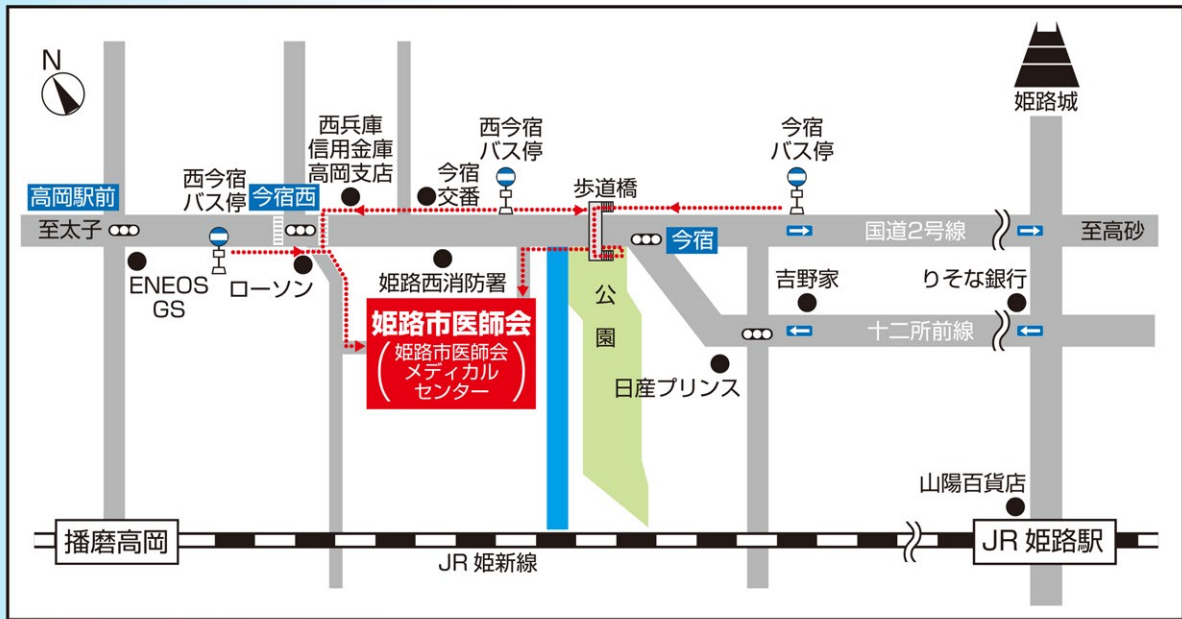 N
姫路城
西兵庫
信用金庫
高岡支店
西今宿
バス停
今宿
バス停
今宿
交番
歩道橋
西今宿
バス停
高岡駅前
今宿西
至太子
国道2号線
至高砂
今宿
ENEOS
GS
ローソン
姫路西消防署
吉野家
りそな銀行
公
園
姫路市医師会
(姫路市医師会
メディカル
センター)
十二所前線
日産プリンス
山陽百貨店
播磨高岡
JR 姫新線
JR 姫路駅